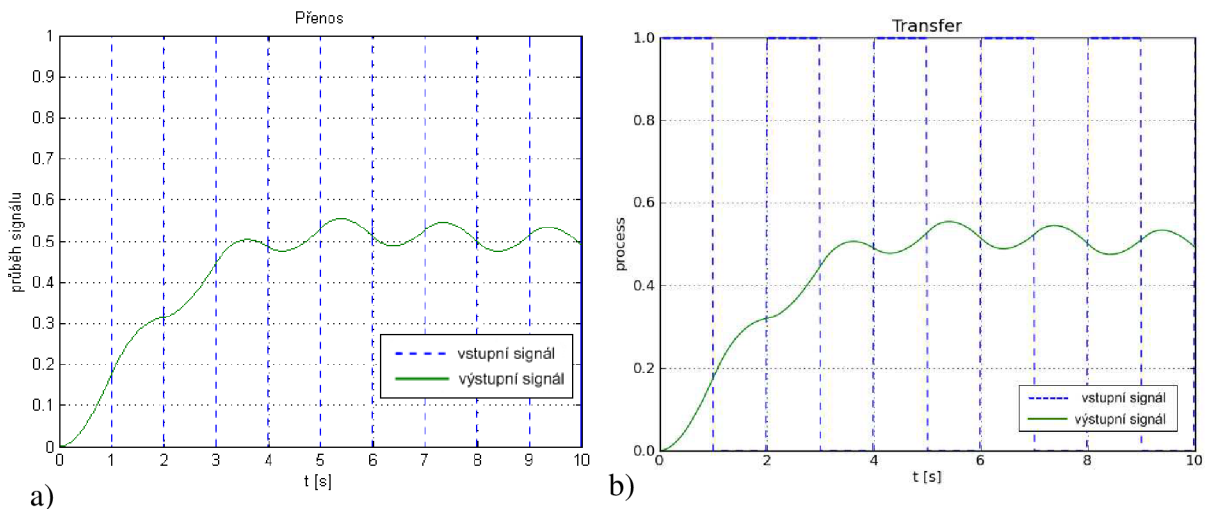 Přenos
průběh signálu
1
0.9
0.8
0.7
0.6
0.5
0.4
0.3
0.2
0.1
0
0 1 2 3 4 5 6 7 8 9 10
t [s]
vstupní signál
výstupní signál
a)
Transfer
process
1.0
0.8
0.6
0.4
0.2
0.0
0 2 4 6 8 10
t [s]
vstupní signál
výstupní signál
b)